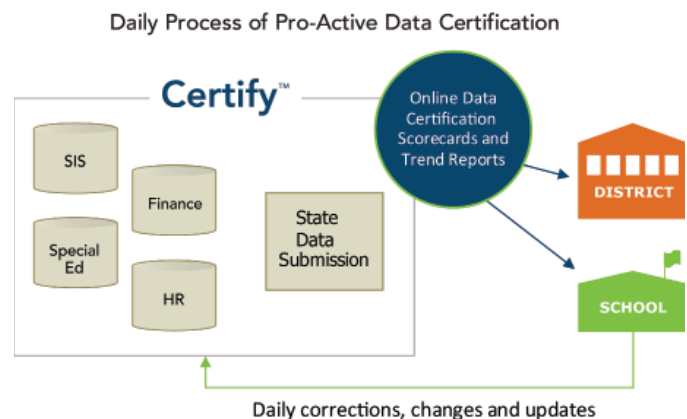 Daily Process of Pro-Active Data Certification
Certify™
Online Data
Certification
Scorecards and
Trend Reports
SIS
Finance
Special
Ed
HR
State
Data
Submission
DISTRICT
SCHOOL
Daily corrections, changes and updates